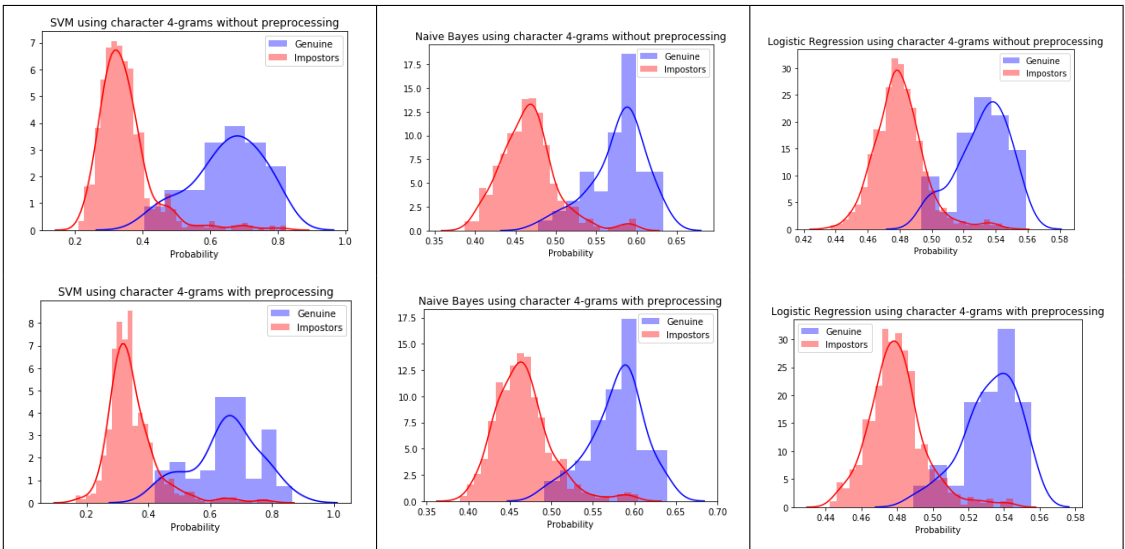 SVM using character 4-grams without preprocessing
7
6
5
4
3
2
1
0
Genuine
Impostors
0.2 0.4 0.6 0.8 1.0
Probability
Naive Bayes using character 4-grams without preprocessing
17.5
15.0
12.5
10.0
7.5
5.0
2.5
0.0
Genuine
Impostors
0.35 0.40 0.45 0.50 0.55 0.60 0.65
Probability
Logistic Regression using character 4-grams without preprocessing
30
25
20
15
10
5
0
Genuine
Impostors
0.42 0.44 0.46 0.48 0.50 0.52 0.54 0.56 0.58
Probability
SVM using character 4-grams with preprocessing
8
7
6
5
4
3
2
1
0
Genuine
Impostors
0.2 0.4 0.6 0.8 1.0
Probability
Naive Bayes using character 4-grams with preprocessing
17.5
15.0
12.5
10.0
7.5
5.0
2.5
0.0
Genuine
Impostors
0.35 0.40 0.45 0.50 0.55 0.60 0.65 0.70
Probability
Logistic Regression using character 4-grams with preprocessing
30
25
20
15
10
5
0
Genuine
Impostors
0.44 0.46 0.48 0.50 0.52 0.54 0.56 0.58
Probability